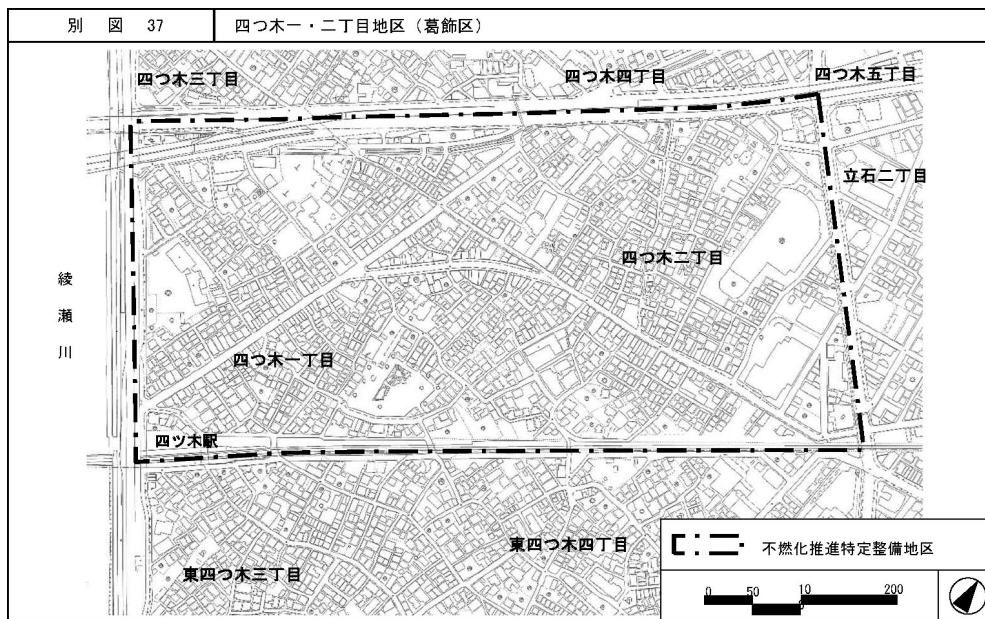 別 図 37
四つ木一・二丁目地区（葛飾区）
四つ木三丁目
四つ木四丁目
四つ木五丁目
立石二丁目
四つ木二丁目
綾瀬川
四つ木一丁目
四ツ木駅
東四つ木四丁目
東四つ木三丁目
不燃化推進特定整備地区
0 50 10 200